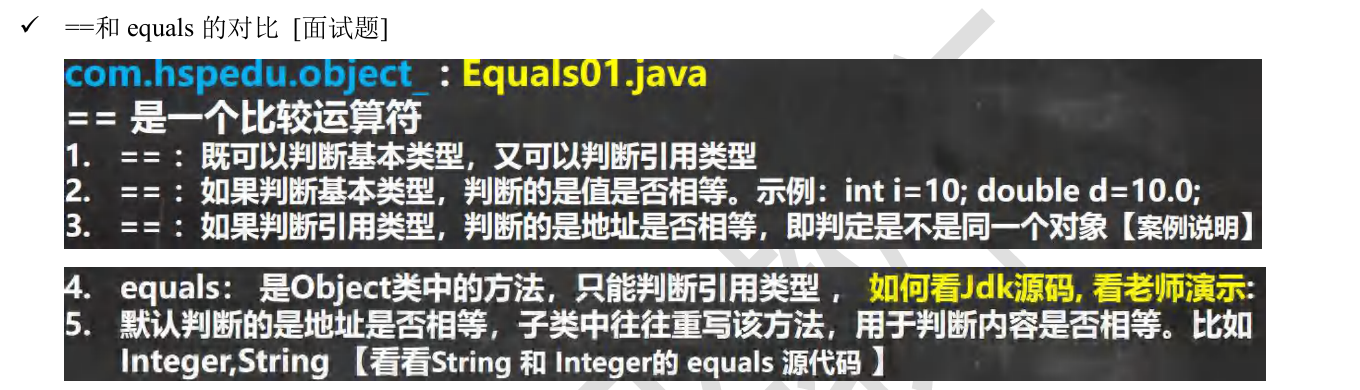 ✓ ==和 equals 的对比 [面试题]
com.hspedu.object_ : Equals01.java
== 是一个比较运算符
1. == ：既可以判断基本类型，又可以判断引用类型
2. == ：如果判断基本类型，判断的是值是否相等。示例：int i=10; double d=10.0;
3. == ：如果判断引用类型，判断的是地址是否相等，即判定是不是同一个对象【案例说明】
4. equals： 是Object类中的方法，只能判断引用类型 ， 如何看Jdk源码, 看老师演示:
5. 默认判断的是地址是否相等，子类中往往重写该方法，用于判断内容是否相等。比如
Integer,String 【看看String 和 Integer的 equals 源代码 】